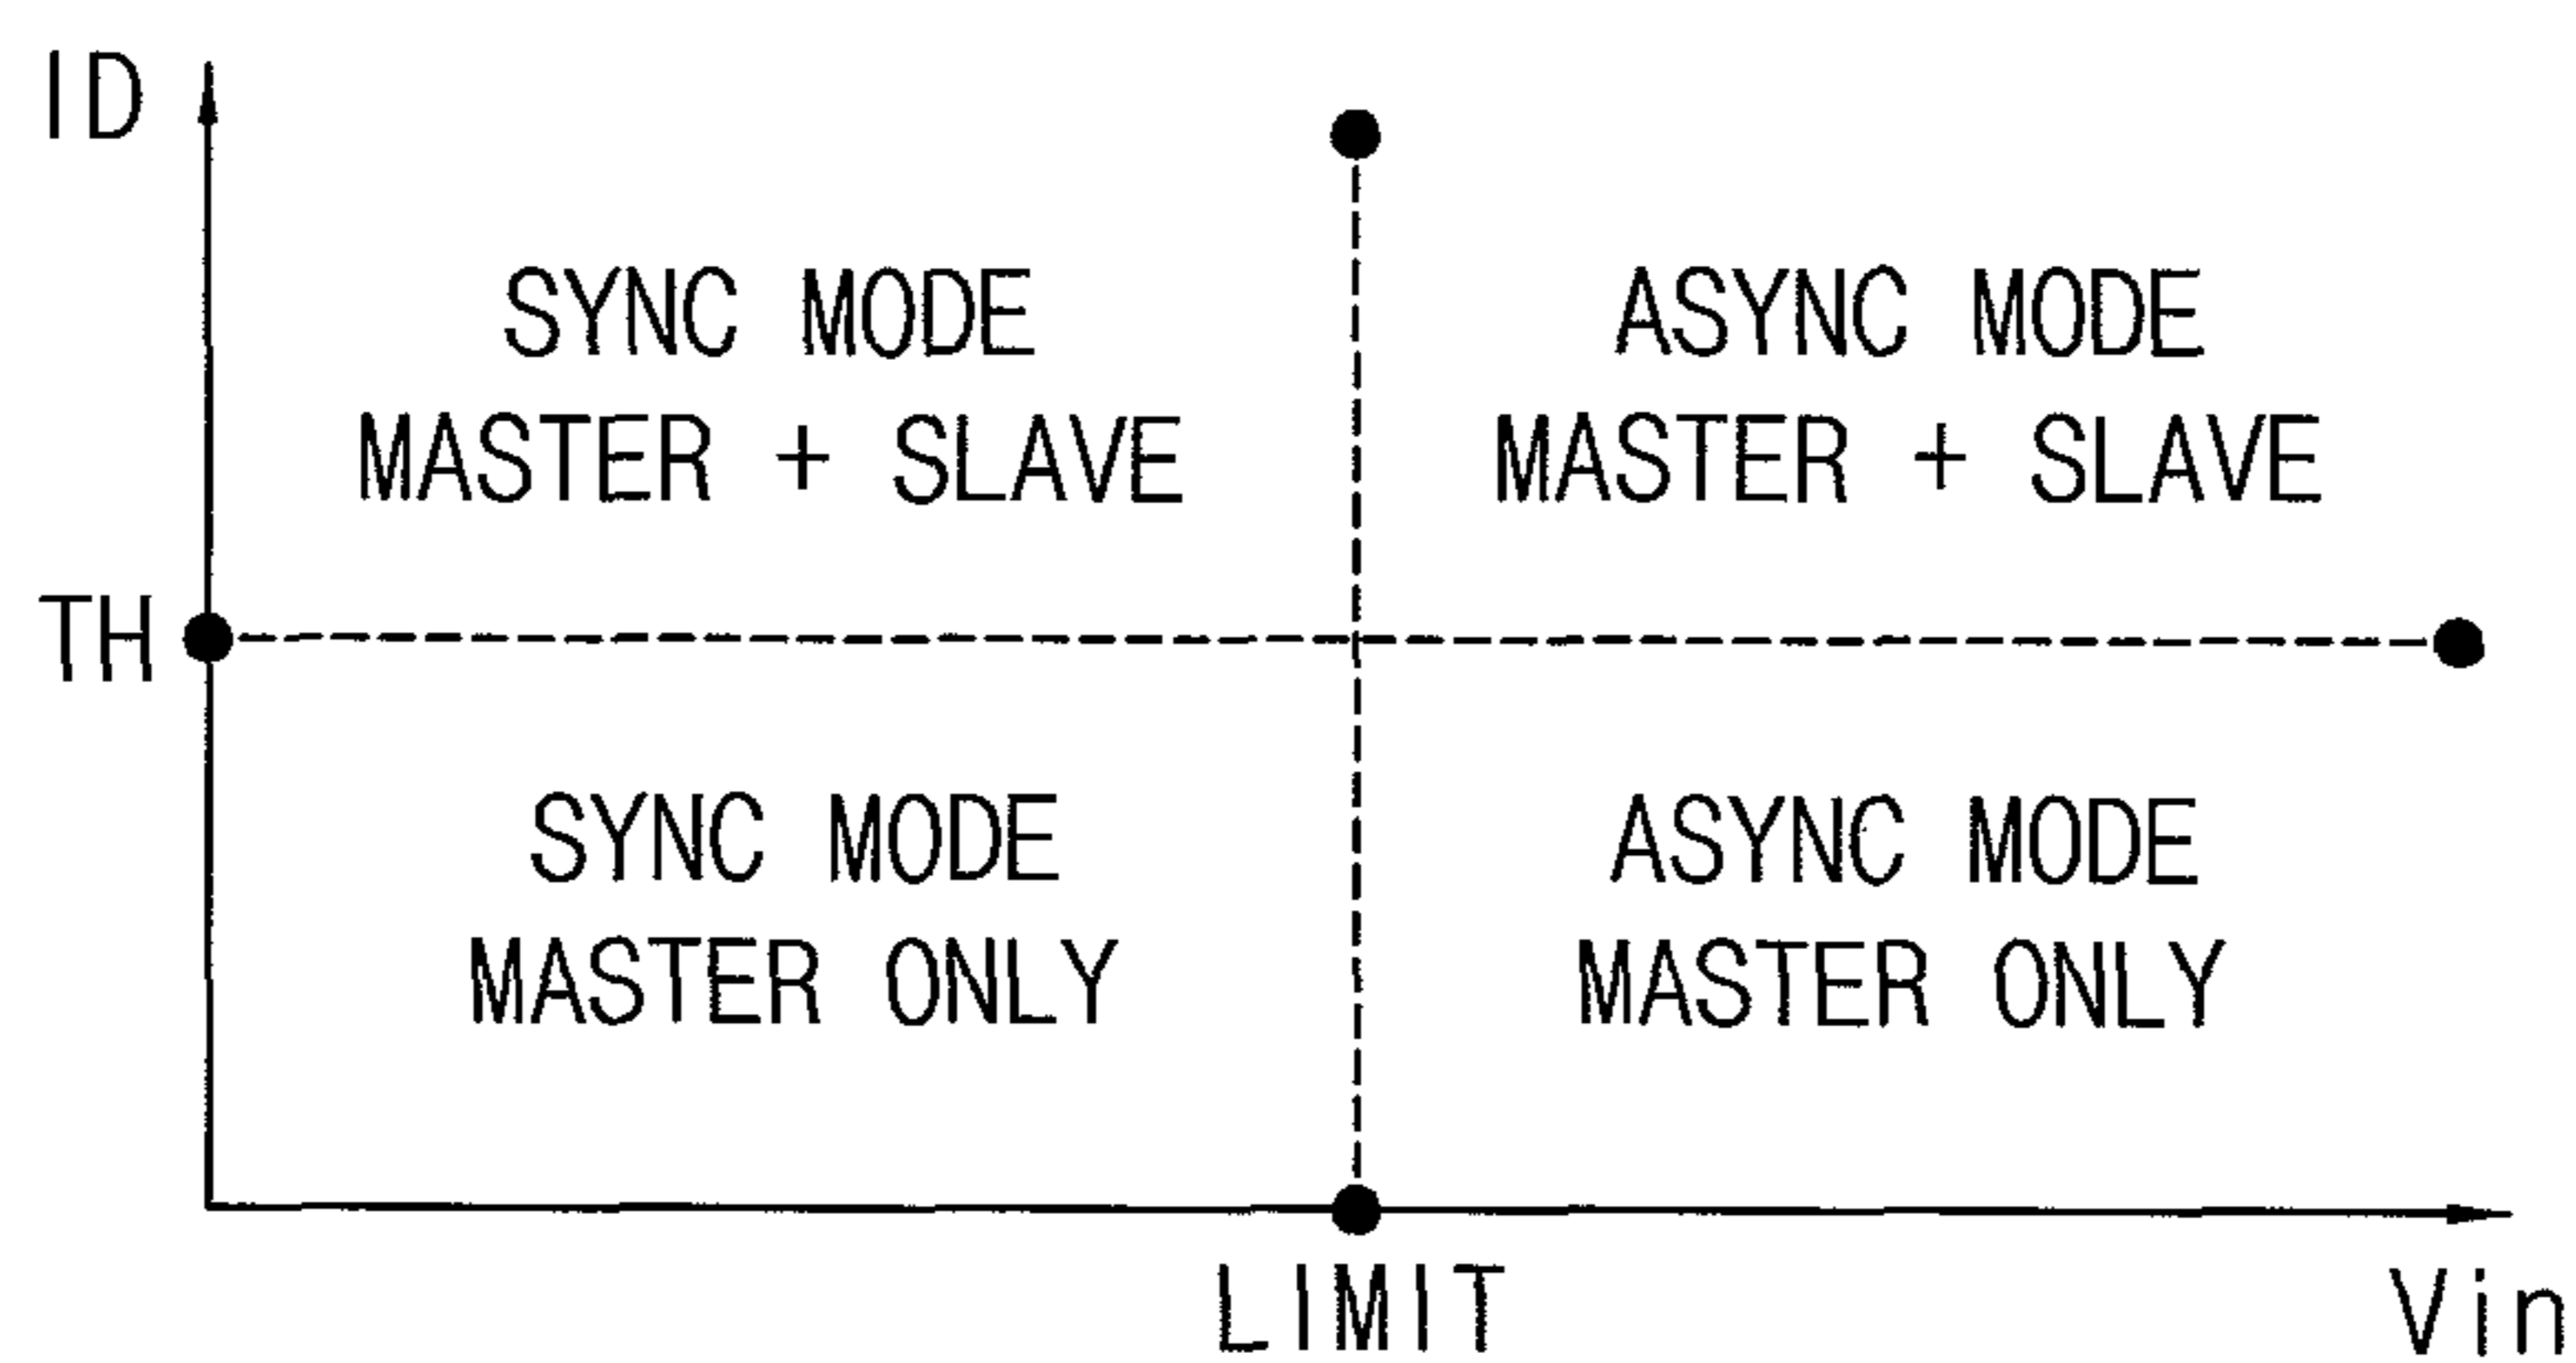 ID
SYNC MODE
MASTER + SLAVE
ASYNC MODE
MASTER + SLAVE
TH
SYNC MODE
MASTER ONLY
ASYNC MODE
MASTER ONLY
LIMIT
Vin